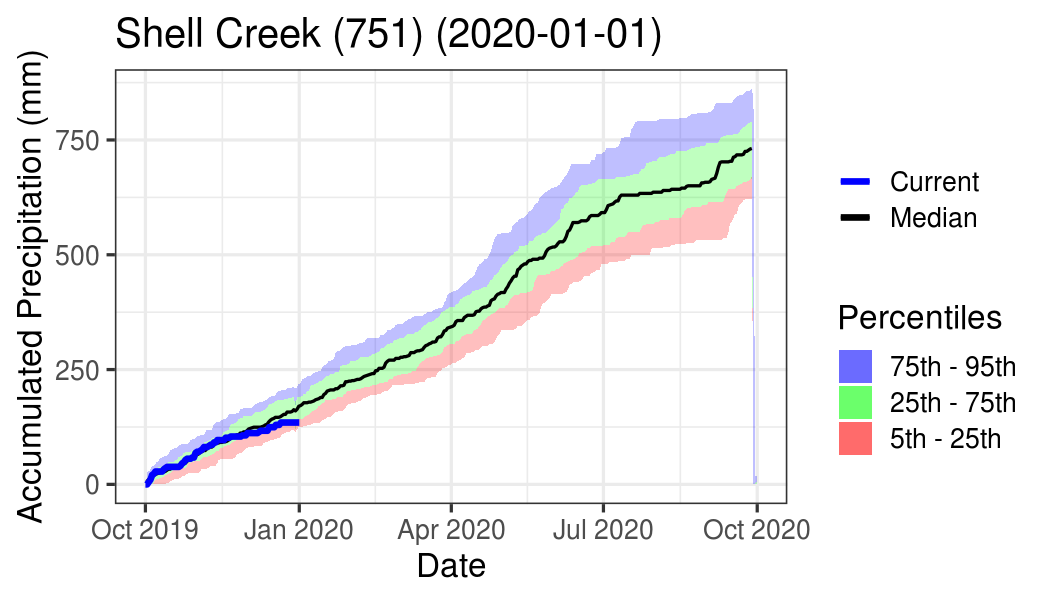 Shell Creek (751) (2020-01-01)
Accumulated Precipitation (mm)
750
500
250
0
Oct 2019
Jan 2020
Apr 2020
Jul 2020
Oct 2020
Date
Current
Median
Percentiles
75th - 95th
25th - 75th
5th - 25th